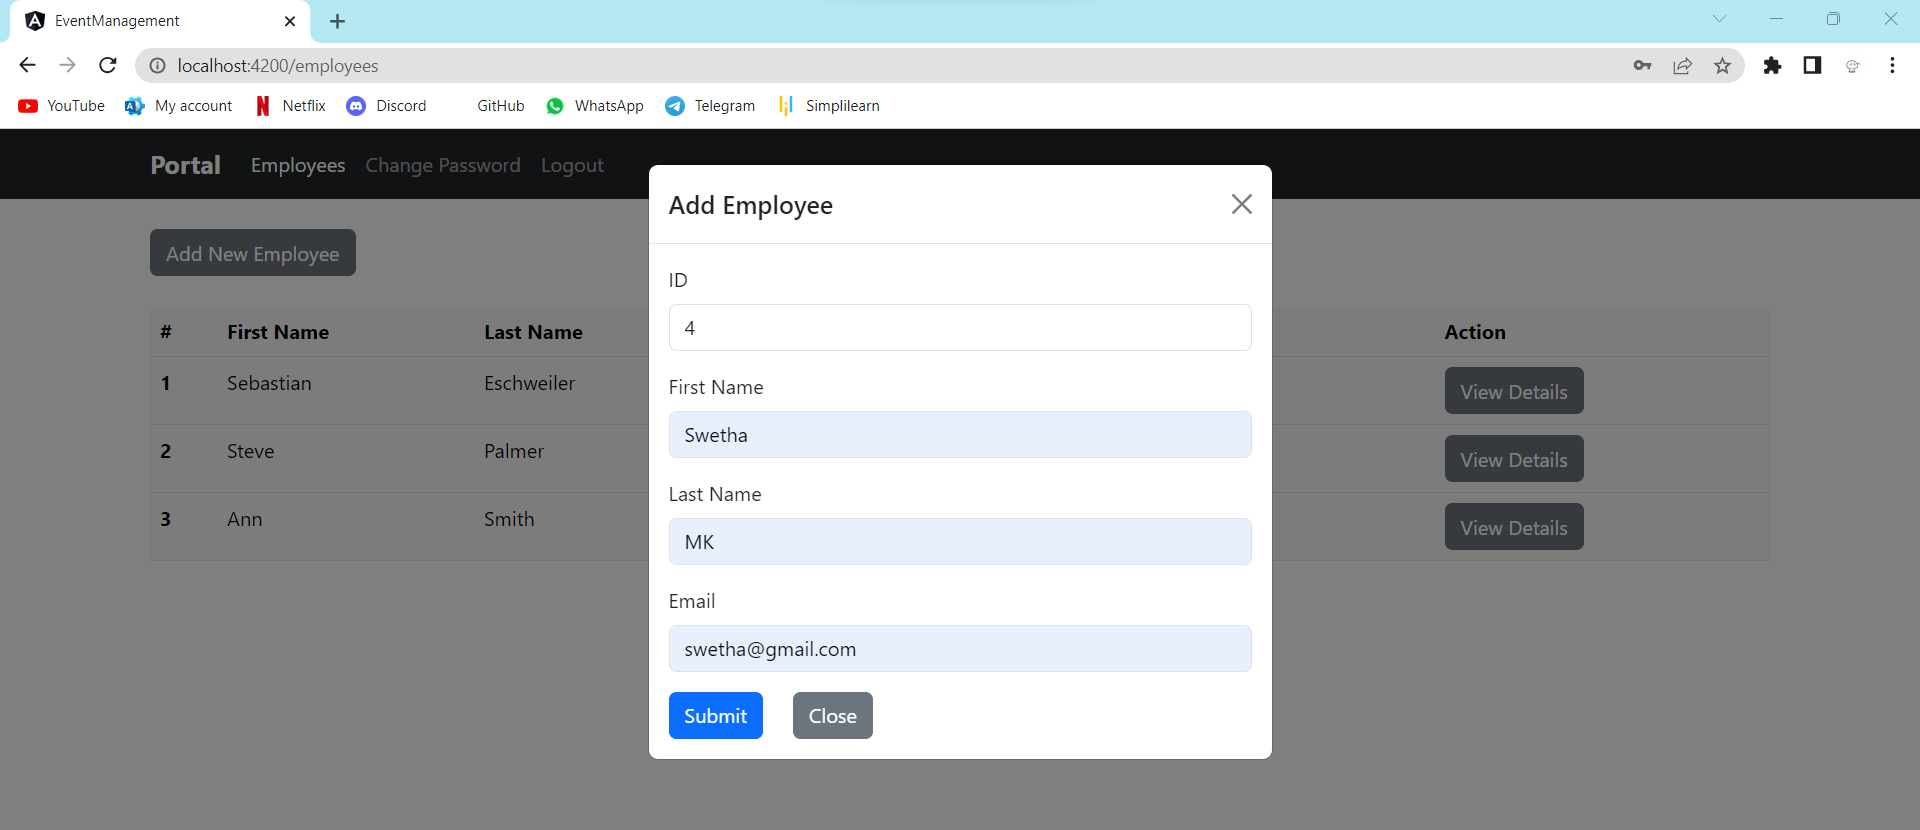 EventManagement
localhost:4200/employees
YouTube My account Netflix Discord GitHub WhatsApp Telegram Simplilearn
Portal Employees Change Password Logout
Add New Employee
# First Name Last Name Action
1 Sebastian Eschweiler View Details
2 Steve Palmer View Details
3 Ann Smith View Details
Add Employee
ID
4
First Name
Swetha
Last Name
MK
Email
swetha@gmail.com
Submit Close